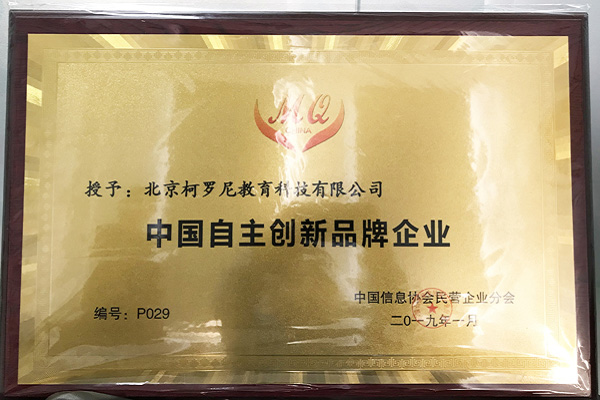 MQ
CHINA
授予：北京柯罗尼教育科技有限公司
中国自主创新品牌企业
中国信息协会民营企业分会
编号：P029
二〇一九年一月